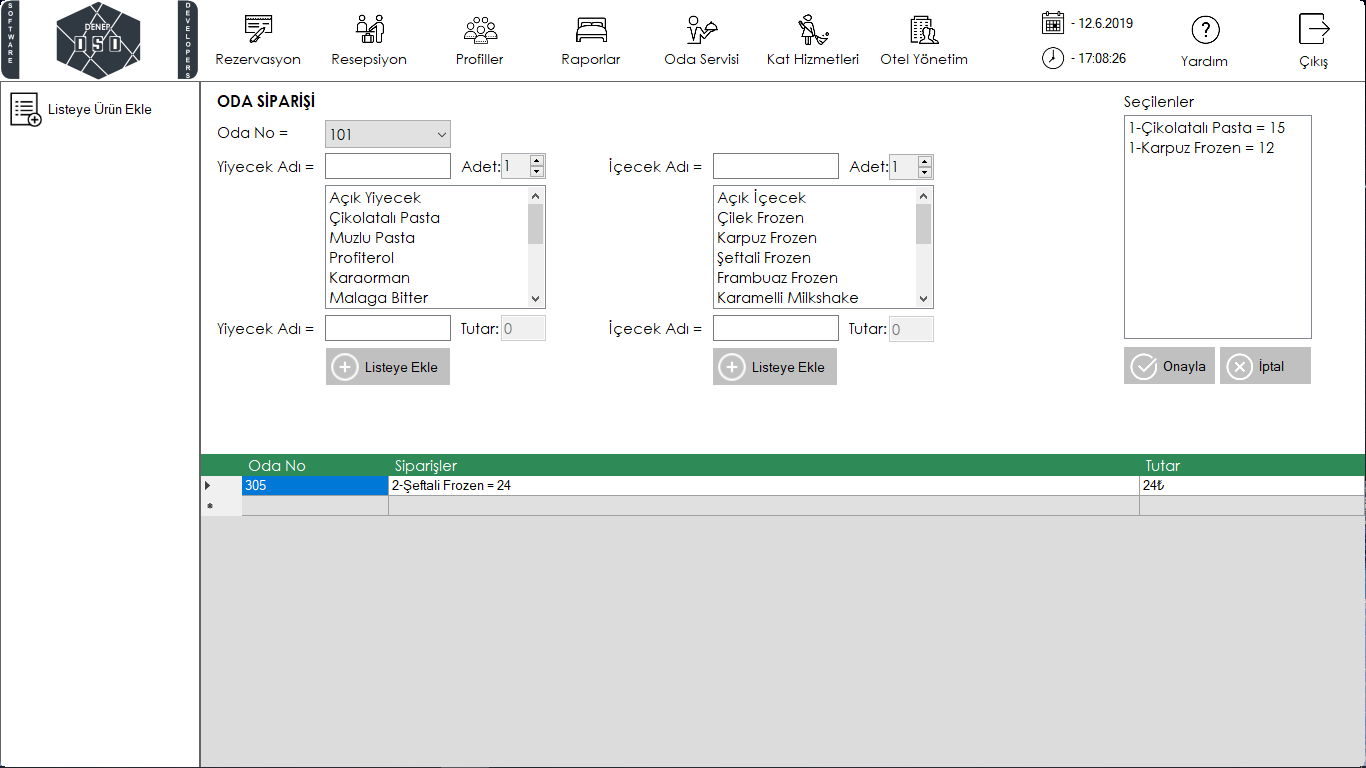 SOFTWARE
DENEP
OSD
DEVELOPERS
Rezervasyon
Resepsiyon
Profiller
Raporlar
Oda Servisi
Kat Hizmetleri
Otel Yönetim
- 12.6.2019
- 17:08:26
Yardım
Çıkış
Listeye Ürün Ekle
ODA SİPARİŞİ
Oda No =
101
Yiyecek Adı =
Adet:
1
Açık Yiyecek
Çikolatalı Pasta
Muzlu Pasta
Profiterol
Karaorman
Malaga Bitter
Yiyecek Adı =
Tutar:
0
Listeye Ekle
İçecek Adı =
Adet:
1
Açık İçecek
Çilek Frozen
Karpuz Frozen
Şeftali Frozen
Frambuaz Frozen
Karamelli Milkshake
İçecek Adı =
Tutar:
0
Listeye Ekle
Seçilenler
1-Çikolatalı Pasta = 15
1-Karpuz Frozen = 12
Onayla
İptal
Oda No Siparişler Tutar
305 2-Şeftali Frozen = 24 24₺